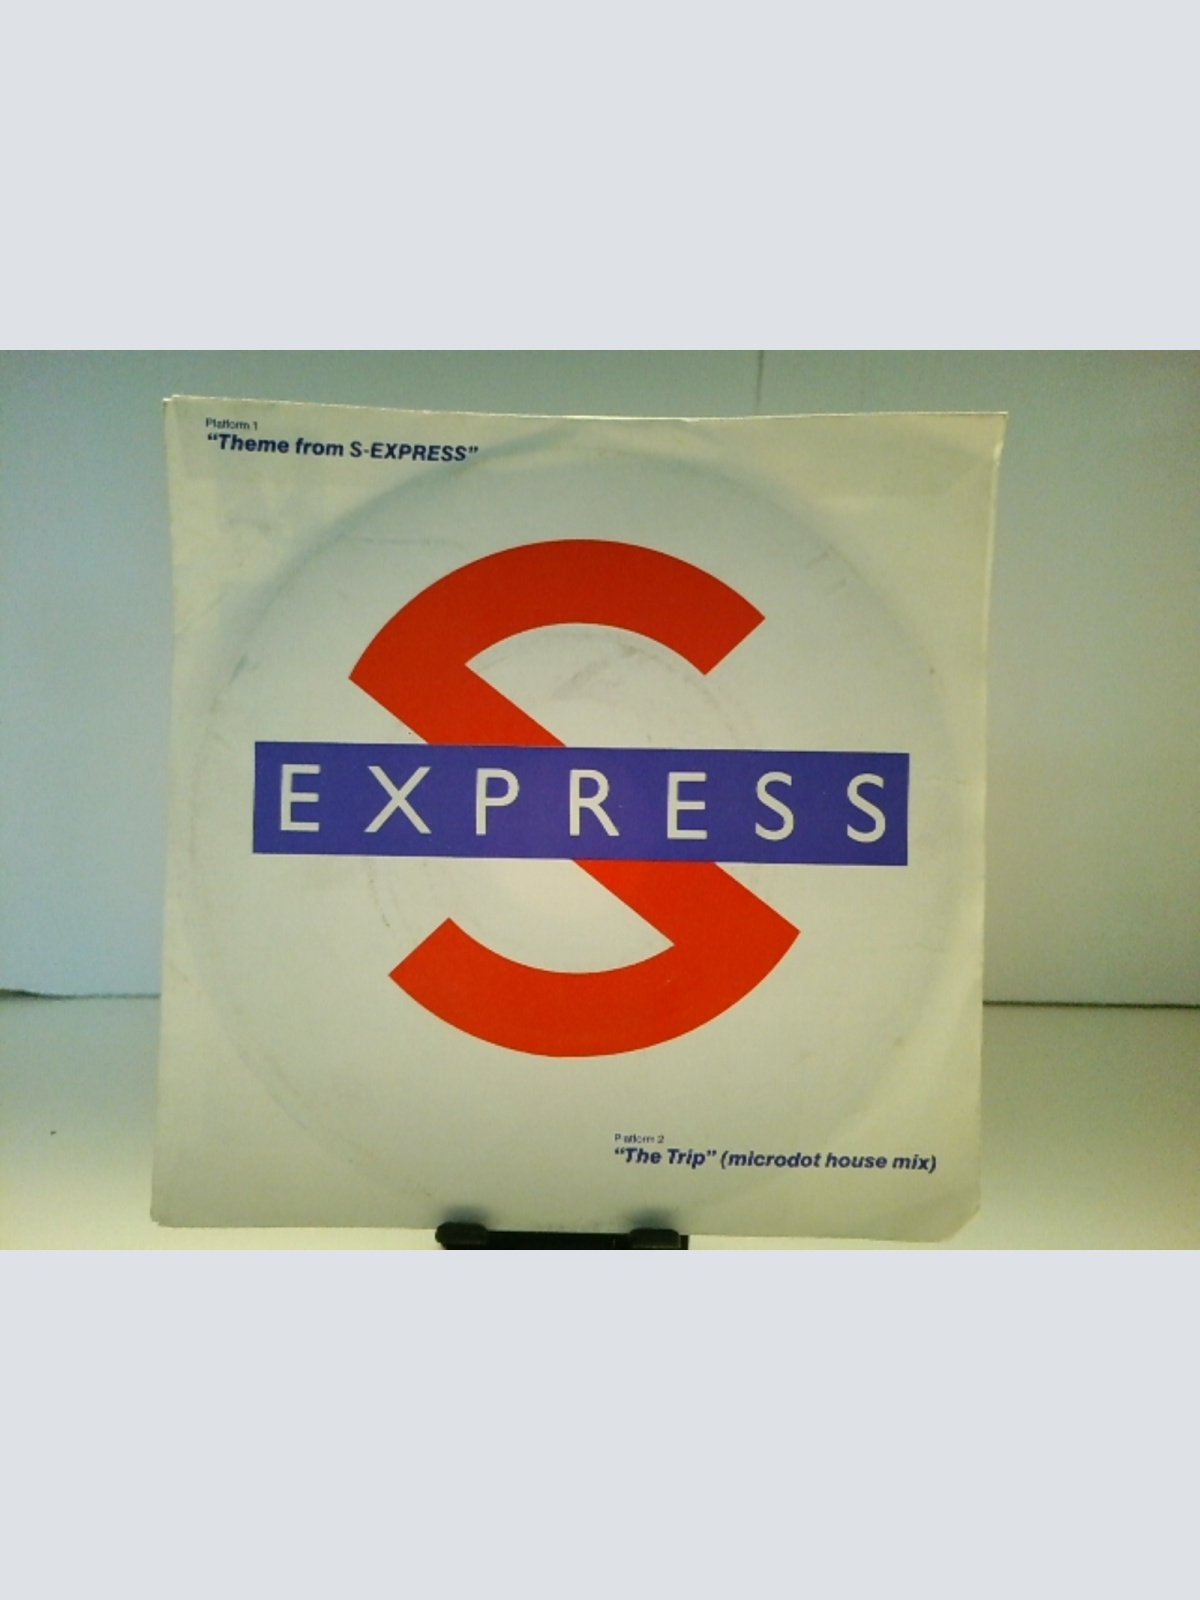 Platform 1
“Theme from S-EXPRESS”
S
EXPRESS
Platform 2
“The Trip” (microdot house mix)